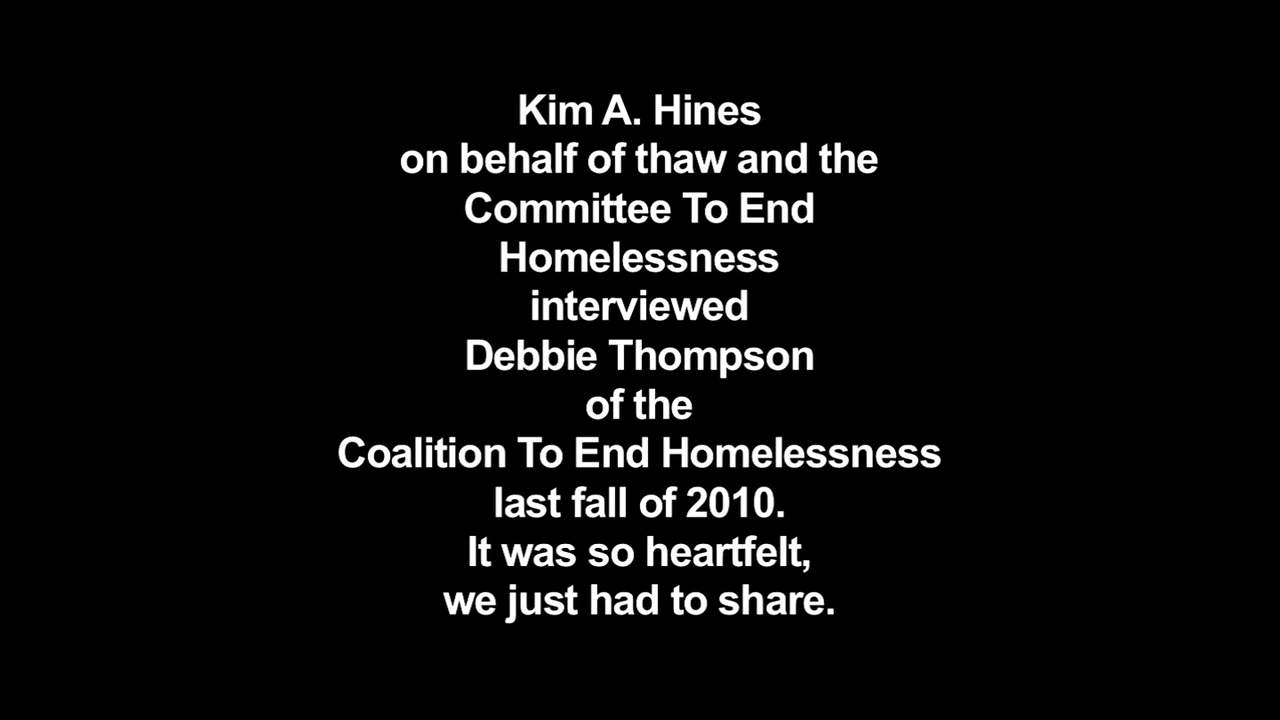 Kim A. Hines
on behalf of thaw and the
Committee To End
Homelessness
interviewed
Debbie Thompson
of the
Coalition To End Homelessness
last fall of 2010.
It was so heartfelt,
we just had to share.